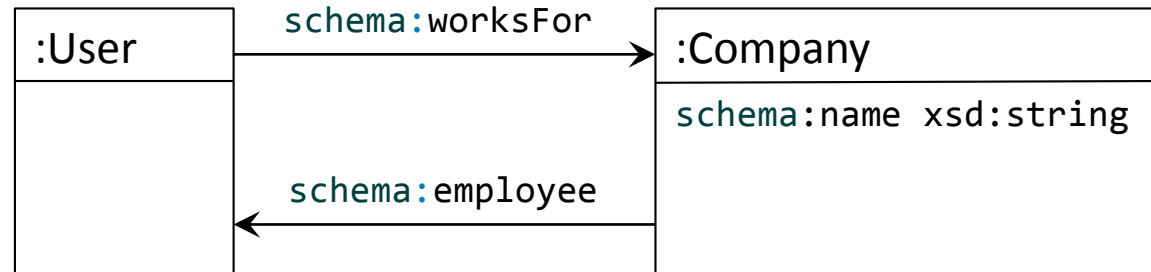 schema:worksFor
:User
:Company
schema:name xsd:string
schema:employee